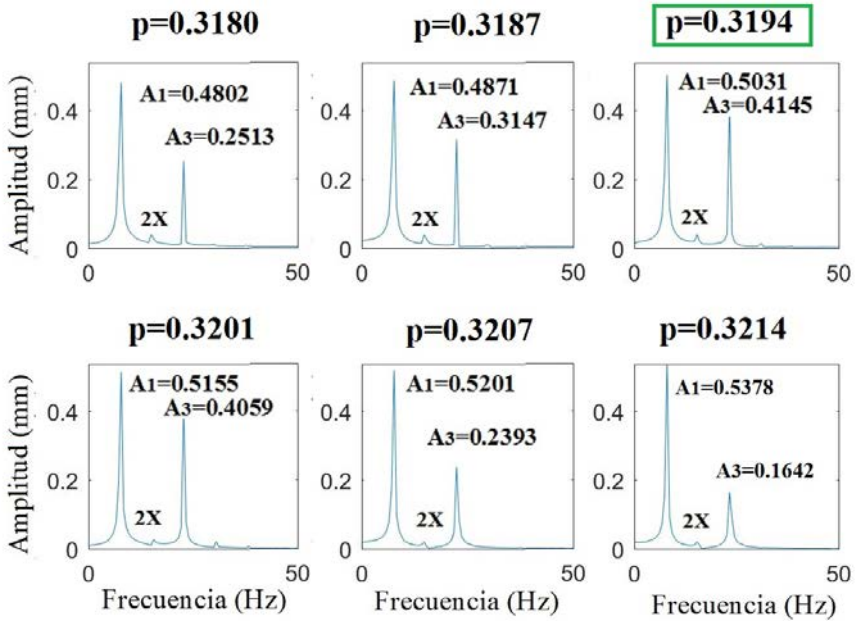 p=0.3180
p=0.3187
p=0.3194
Amplitud (mm)
0.4
0.2
0
A1=0.4802
A3=0.2513
2X
0
50
0.4
0.2
0
A1=0.4871
A3=0.3147
2X
0
50
0.4
0.2
0
A1=0.5031
A3=0.4145
2X
0
50
p=0.3201
p=0.3207
p=0.3214
Amplitud (mm)
0.4
0.2
0
A1=0.5155
A3=0.4059
2X
0
50
Frecuencia (Hz)
0.4
0.2
0
A1=0.5201
A3=0.2393
2X
0
50
Frecuencia (Hz)
0.4
0.2
0
A1=0.5378
A3=0.1642
2X
0
50
Frecuencia (Hz)